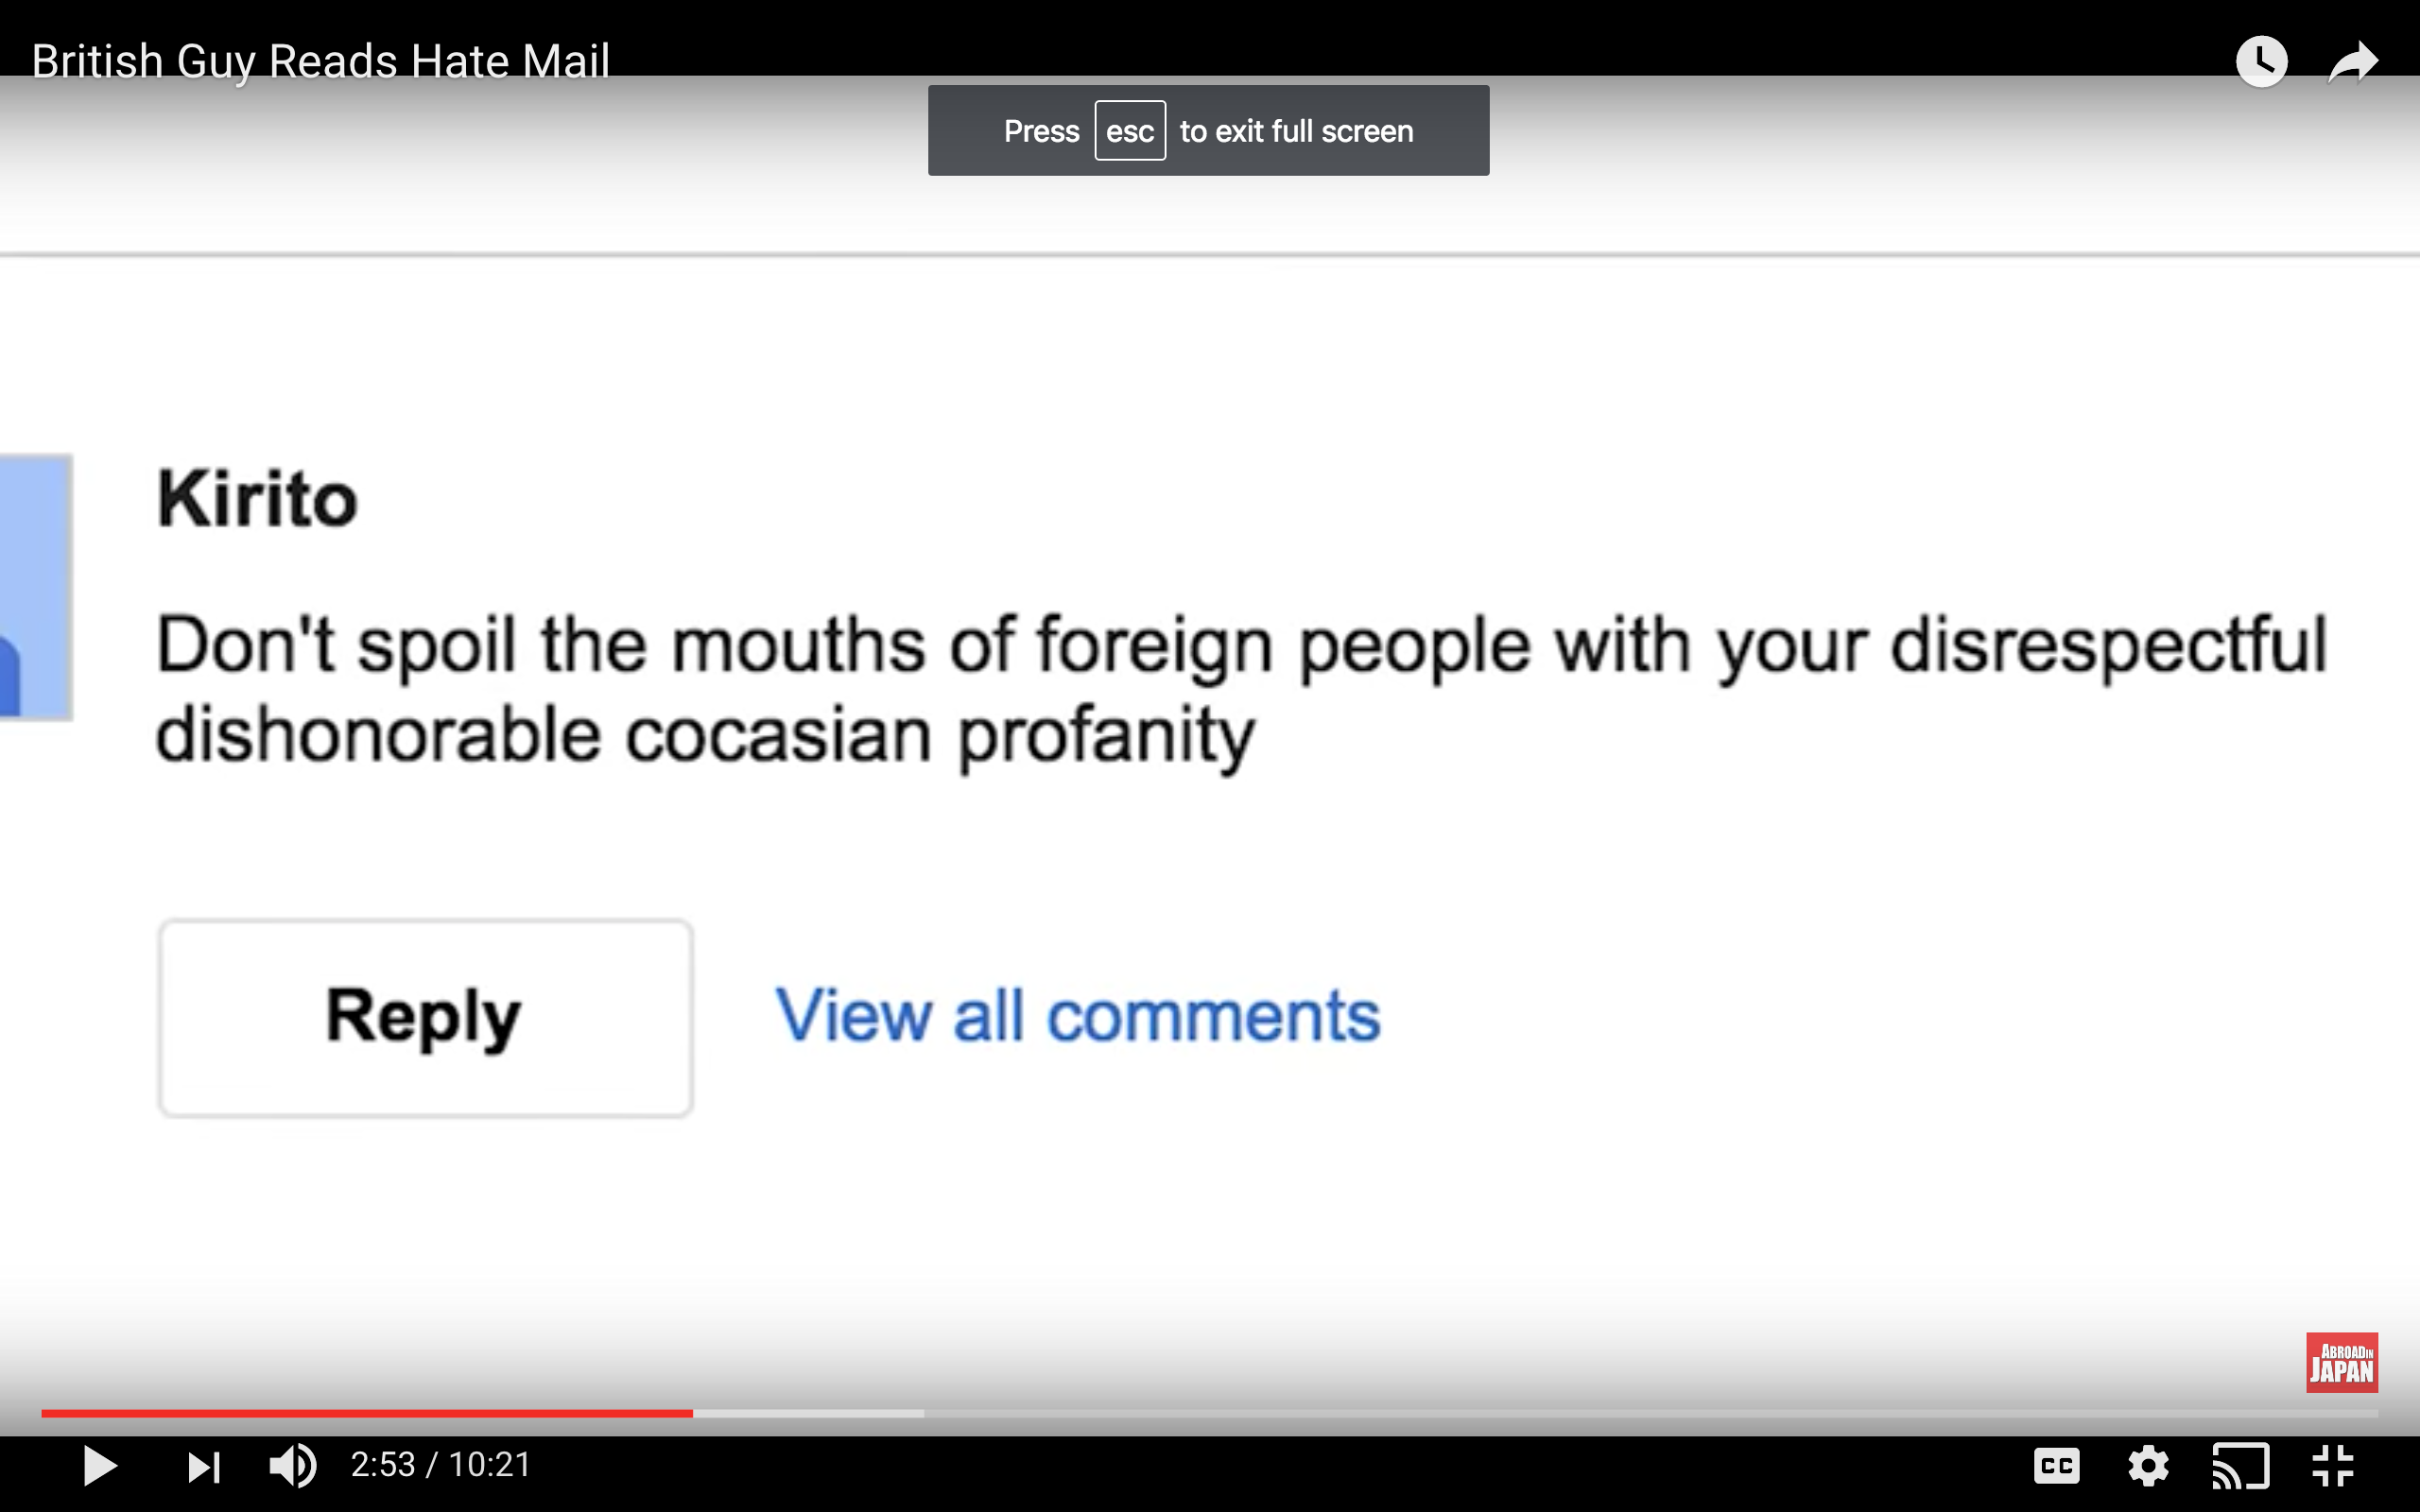 British Guy Reads Hate Mail
Press esc to exit full screen
Kirito
Don't spoil the mouths of foreign people with your disrespectful
dishonorable cocasian profanity
Reply View all comments
ABROAD IN
JAPAN
2:53 / 10:21 CC